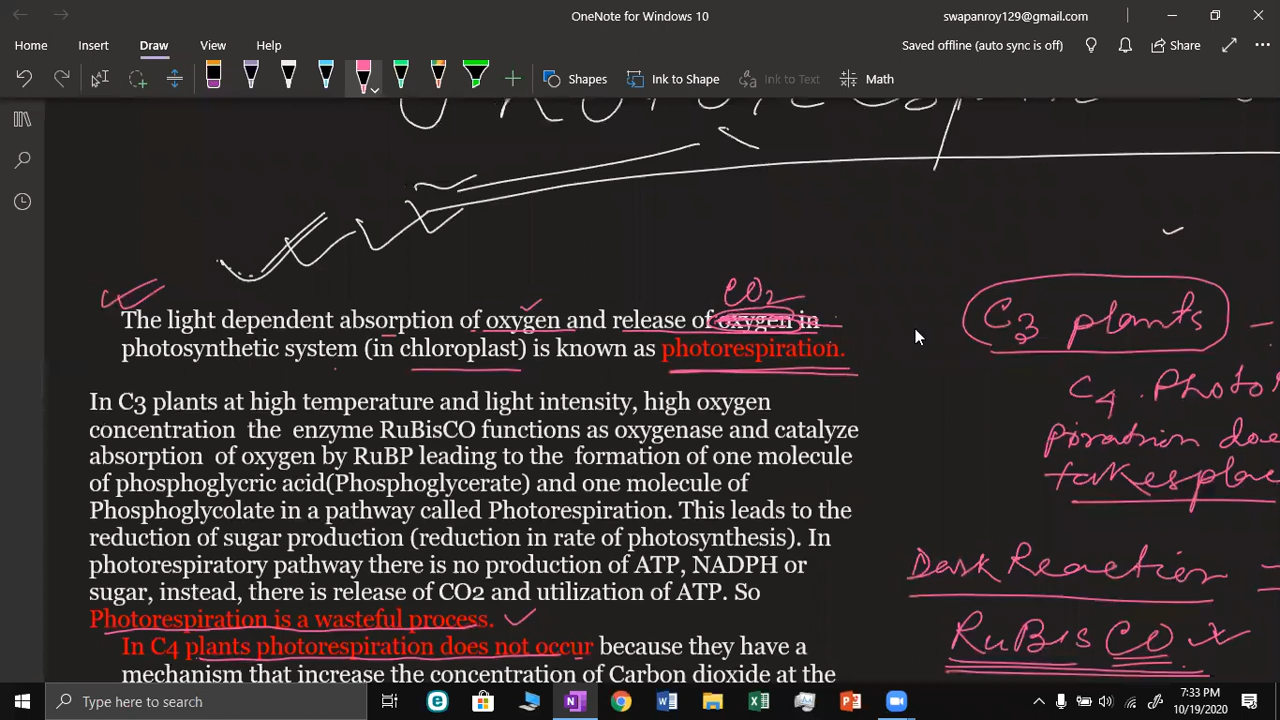 OneNote for Windows 10
swapanroy129@gmail.com
Home Insert Draw View Help
Saved offline (auto sync is off)
Share
Shapes
Ink to Shape
Ink to Text
Math
CO2
The light dependent absorption of oxygen and release of oxygen in
photosynthetic system (in chloroplast) is known as photorespiration.
In C3 plants at high temperature and light intensity, high oxygen
concentration the enzyme RuBisCO functions as oxygenase and catalyze
absorption of oxygen by RuBP leading to the formation of one molecule
of phosphoglycric acid(Phosphoglycerate) and one molecule of
Phosphoglycolate in a pathway called Photorespiration. This leads to the
reduction of sugar production (reduction in rate of photosynthesis). In
photorespiratory pathway there is no production of ATP, NADPH or
sugar, instead, there is release of CO2 and utilization of ATP. So
Photorespiration is a wasteful process.
In C4 plants photorespiration does not occur because they have a
mechanism that increase the concentration of Carbon dioxide at the
C3 plants
C4. Photo
piration doe
takesplac
Dark Reaction
RuBisCO
Type here to search
7:33 PM
10/19/2020